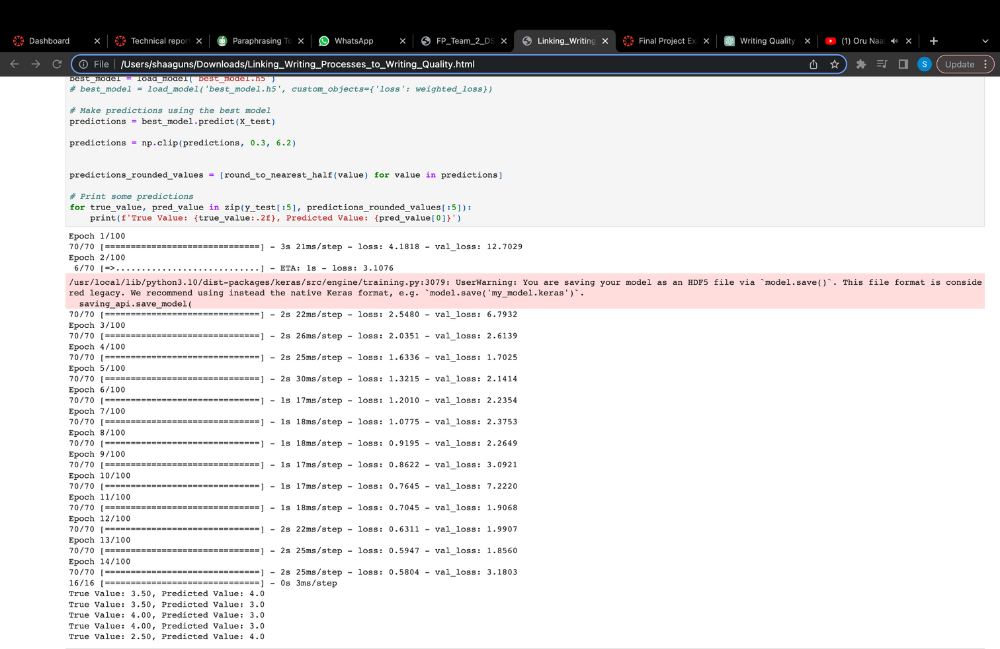 Dashboard
Technical repor
Paraphrasing To
WhatsApp
FP_Team_2_DS
Linking_Writing
Final Project Ex
Writing Quality
(1) Oru Naal
File
/Users/shaaguns/Downloads/Linking_Writing_Processes_to_Writing_Quality.html
S
Update
best_model = load_model('best_model.h5')
# best_model = load_model('best_model.h5', custom_objects={'loss': weighted_loss})
# Make predictions using the best model
predictions = best_model.predict(X_test)
predictions = np.clip(predictions, 0.3, 6.2)
predictions_rounded_values = [round_to_nearest_half(value) for value in predictions]
# Print some predictions
for true_value, pred_value in zip(y_test[:5], predictions_rounded_values[:5]):
    print(f'True Value: {true_value:.2f}, Predicted Value: {pred_value[0]}')
Epoch 1/100
70/70 [==============================] - 3s 21ms/step - loss: 4.1818 - val_loss: 12.7029
Epoch 2/100
 6/70 [=>............................] - ETA: 1s - loss: 3.1076
/usr/local/lib/python3.10/dist-packages/keras/src/engine/training.py:3079: UserWarning: You are saving your model as an HDF5 file via `model.save()`. This file format is conside
red legacy. We recommend using instead the native Keras format, e.g. `model.save('my_model.keras')`.
  saving_api.save_model(
70/70 [==============================] - 2s 22ms/step - loss: 2.5480 - val_loss: 6.7932
Epoch 3/100
70/70 [==============================] - 2s 26ms/step - loss: 2.0351 - val_loss: 2.6139
Epoch 4/100
70/70 [==============================] - 2s 25ms/step - loss: 1.6336 - val_loss: 1.7025
Epoch 5/100
70/70 [==============================] - 2s 30ms/step - loss: 1.3215 - val_loss: 2.1414
Epoch 6/100
70/70 [==============================] - 1s 17ms/step - loss: 1.2010 - val_loss: 2.2354
Epoch 7/100
70/70 [==============================] - 1s 18ms/step - loss: 1.0775 - val_loss: 2.3753
Epoch 8/100
70/70 [==============================] - 1s 18ms/step - loss: 0.9195 - val_loss: 2.2649
Epoch 9/100
70/70 [==============================] - 1s 17ms/step - loss: 0.8622 - val_loss: 3.0921
Epoch 10/100
70/70 [==============================] - 1s 17ms/step - loss: 0.7645 - val_loss: 7.2220
Epoch 11/100
70/70 [==============================] - 1s 18ms/step - loss: 0.7045 - val_loss: 1.9068
Epoch 12/100
70/70 [==============================] - 2s 22ms/step - loss: 0.6311 - val_loss: 1.9907
Epoch 13/100
70/70 [==============================] - 2s 25ms/step - loss: 0.5947 - val_loss: 1.8560
Epoch 14/100
70/70 [==============================] - 2s 25ms/step - loss: 0.5804 - val_loss: 3.1803
16/16 [==============================] - 0s 3ms/step
True Value: 3.50, Predicted Value: 4.0
True Value: 3.50, Predicted Value: 3.0
True Value: 4.00, Predicted Value: 3.0
True Value: 4.00, Predicted Value: 3.0
True Value: 2.50, Predicted Value: 4.0